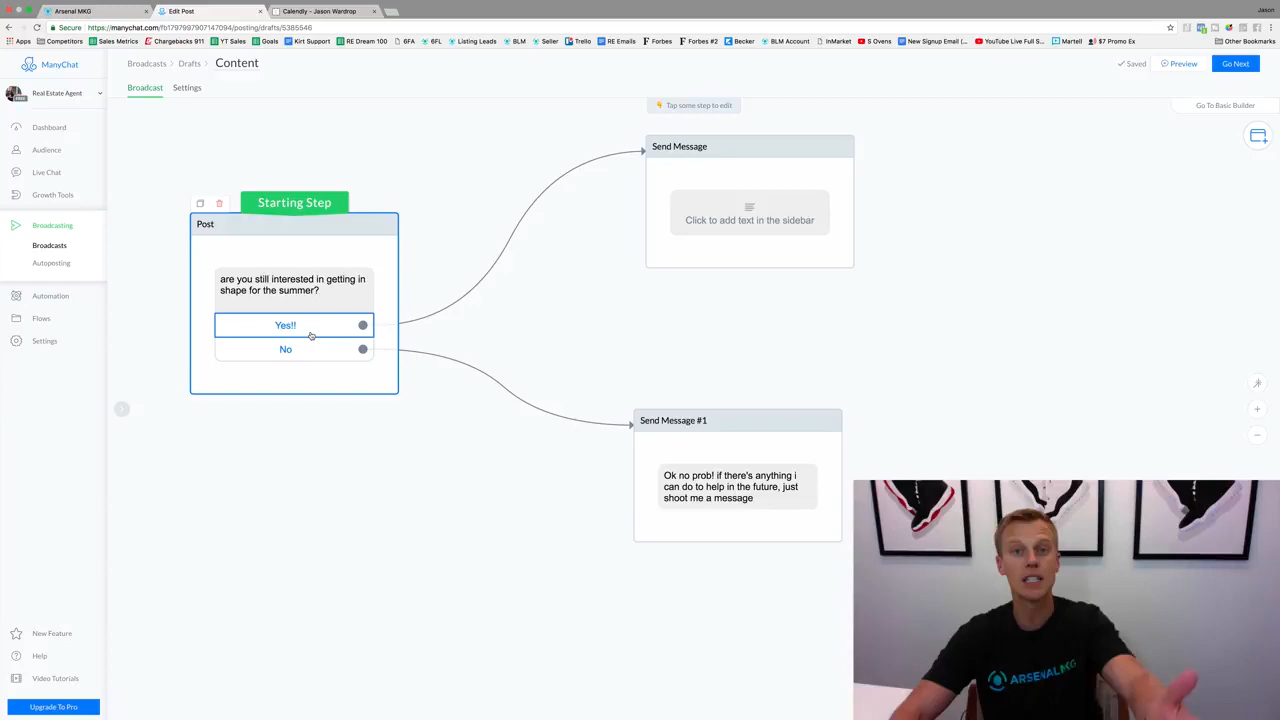 Arsenal MKG
Edit Post
Calendly - Jason Wardrop
Jason
Secure
https://manychat.com/fb1797997907147094/posting/drafts/5385546
Apps
Competitors
Sales Metrics
Chargebacks 911
YT Sales
Goals
Kirt Support
RE Dream 100
6FA
6FL
Listing Leads
BLM
Seller
Trello
RE Emails
Forbes
Forbes #2
Becker
BLM Account
InMarket
S Ovens
New Signup Email (...
YouTube Live Full S...
Martell
$7 Promo Ex
Other Bookmarks
ManyChat
Broadcasts
Drafts
Content
Saved
Preview
Go Next
Real Estate Agent
FREE
Broadcast
Settings
Tap some step to edit
Go To Basic Builder
Dashboard
Audience
Live Chat
Growth Tools
Broadcasting
Broadcasts
Autoposting
Automation
Flows
Settings
Starting Step
Post
are you still interested in getting in
shape for the summer?
Yes!!
No
Send Message
Click to add text in the sidebar
Send Message #1
Ok no prob! if there's anything i
can do to help in the future, just
shoot me a message
New Feature
Help
Video Tutorials
Upgrade To Pro
ARSENALMKG